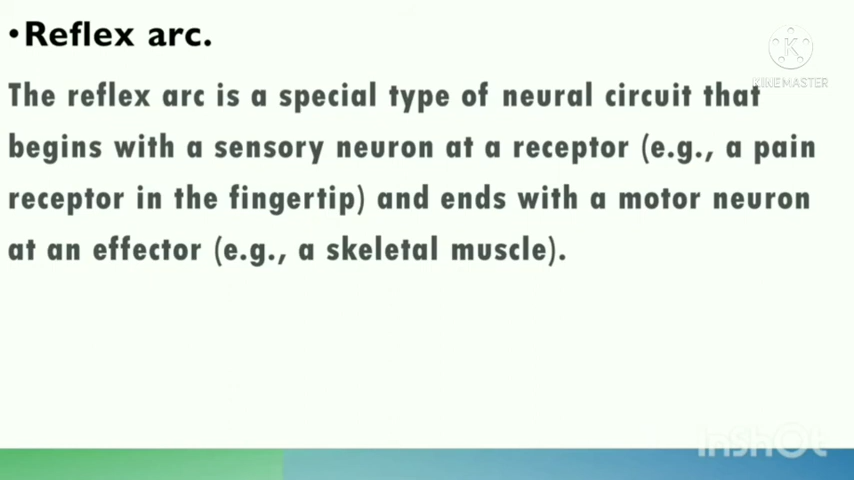 •Reflex arc.
K
KINEMASTER
The reflex arc is a special type of neural circuit that
begins with a sensory neuron at a receptor (e.g., a pain
receptor in the fingertip) and ends with a motor neuron
at an effector (e.g., a skeletal muscle).
InShOt